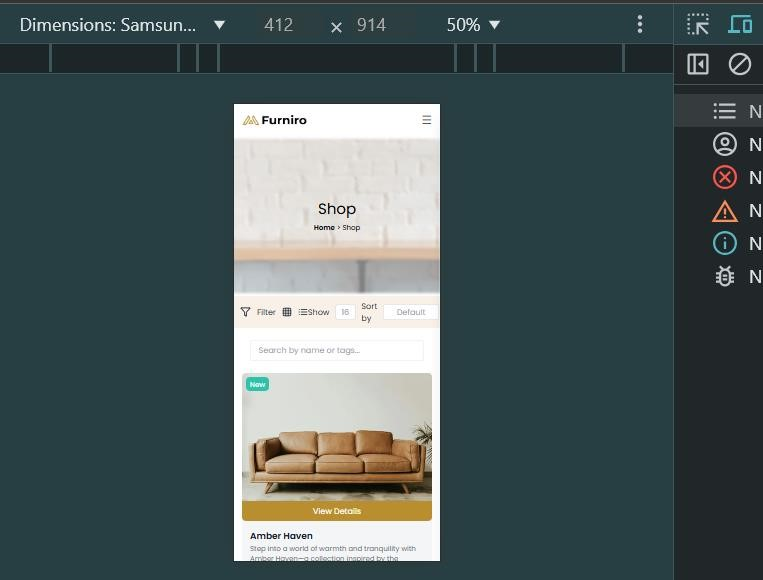 Dimensions: Samsun... 412 × 914 50%
Furniro
Shop
Home > Shop
Filter Show 16 Sort by Default
Search by name or tags...
New
View Details
Amber Haven
Step into a world of warmth and tranquility with
Amber Haven—a collection inspired by the
N
N
N
N
N
N